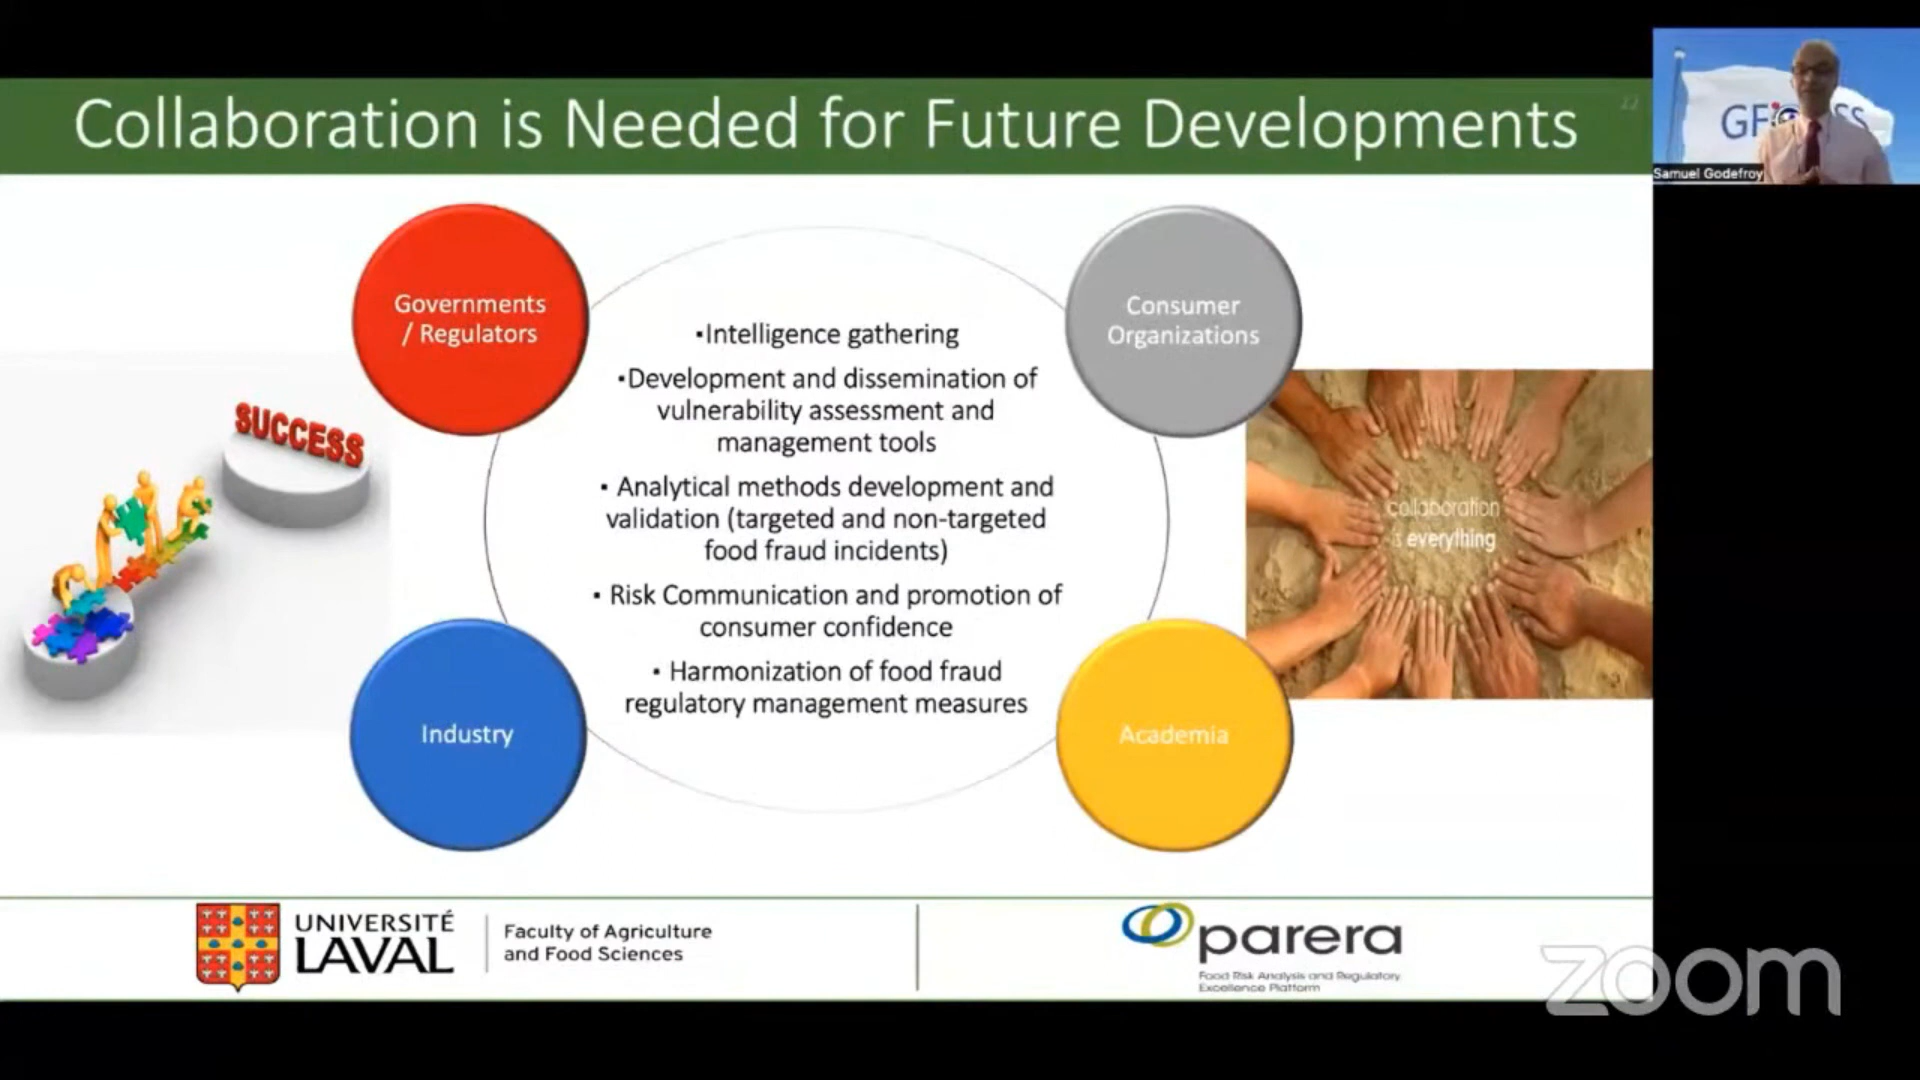 Collaboration is Needed for Future Developments
Samuel Godefroy
Governments
/ Regulators
Consumer
Organizations
▪Intelligence gathering
▪Development and dissemination of
vulnerability assessment and
management tools
▪ Analytical methods development and
validation (targeted and non-targeted
food fraud incidents)
▪ Risk Communication and promotion of
consumer confidence
▪ Harmonization of food fraud
regulatory management measures
SUCCESS
collaboration
is everything
Industry
Academia
UNIVERSITÉ
LAVAL
Faculty of Agriculture
and Food Sciences
parera
Food Risk Analysis and Regulatory
Excellence Platform
zoom